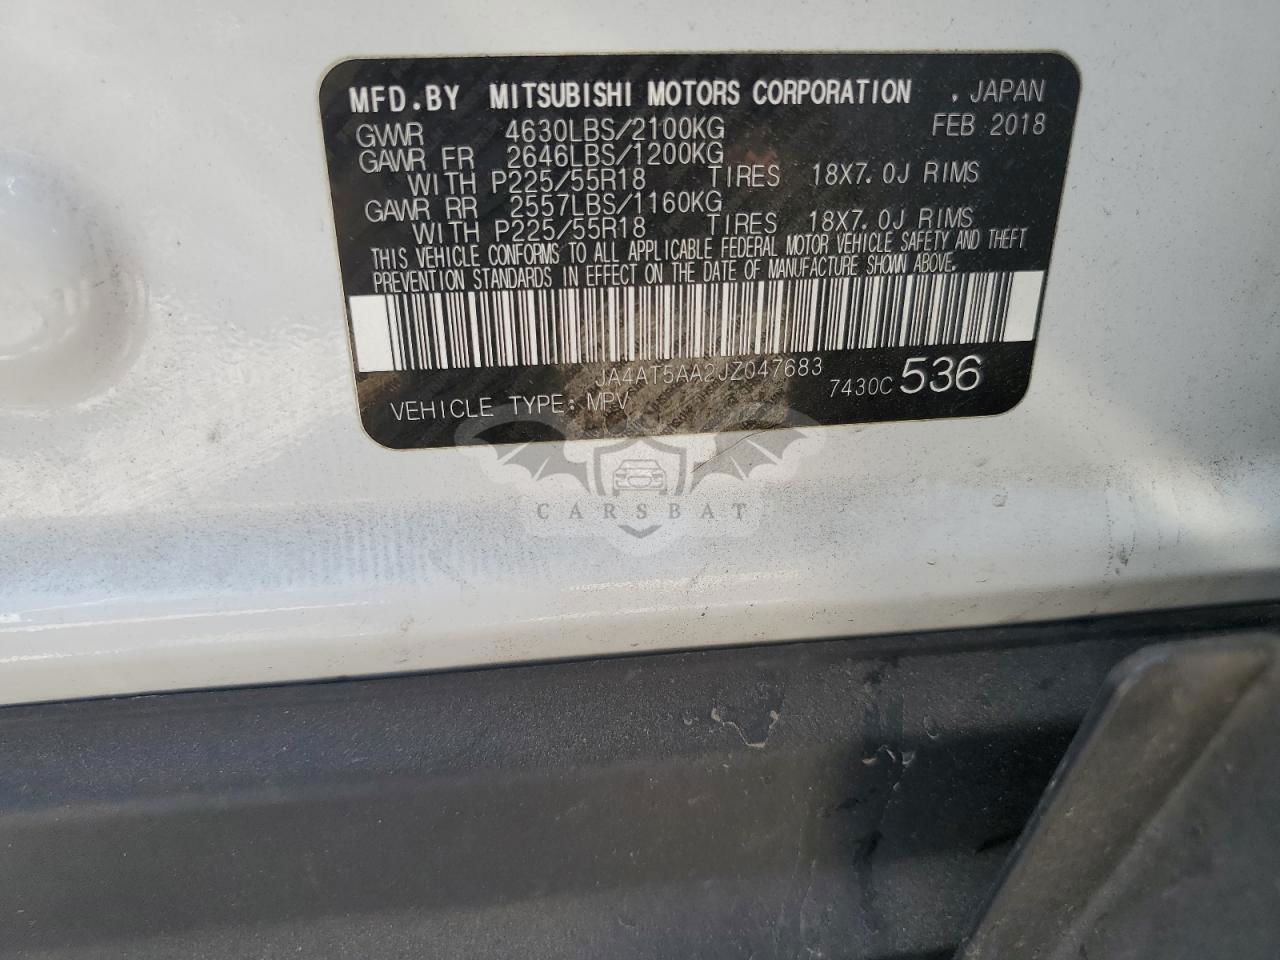 MFD.BY MITSUBISHI MOTORS CORPORATION , JAPAN
FEB 2018
GVWR 4630LBS/2100KG
GAWR FR 2646LBS/1200KG
WITH P225/55R18 TIRES 18X7.0J RIMS
GAWR RR 2557LBS/1160KG
WITH P225/55R18 TIRES 18X7.0J RIMS
THIS VEHICLE CONFORMS TO ALL APPLICABLE FEDERAL MOTOR VEHICLE SAFETY AND THEFT
PREVENTION STANDARDS IN EFFECT ON THE DATE OF MANUFACTURE SHOWN ABOVE.
JA4AT5AA2JZ047683
7430C 536
VEHICLE TYPE: MPV
CARSBAT